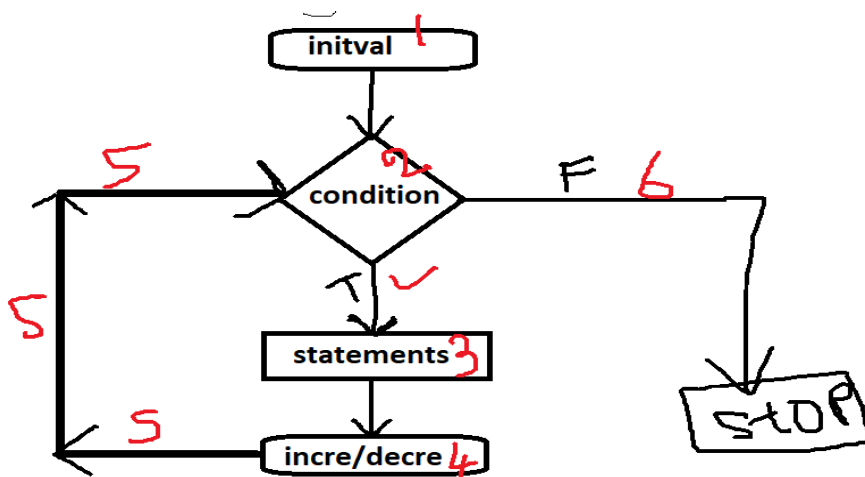 initval 1
2
condition
5
F 6
T ✓
5
statements 3
STOP
5
incre/decre 4